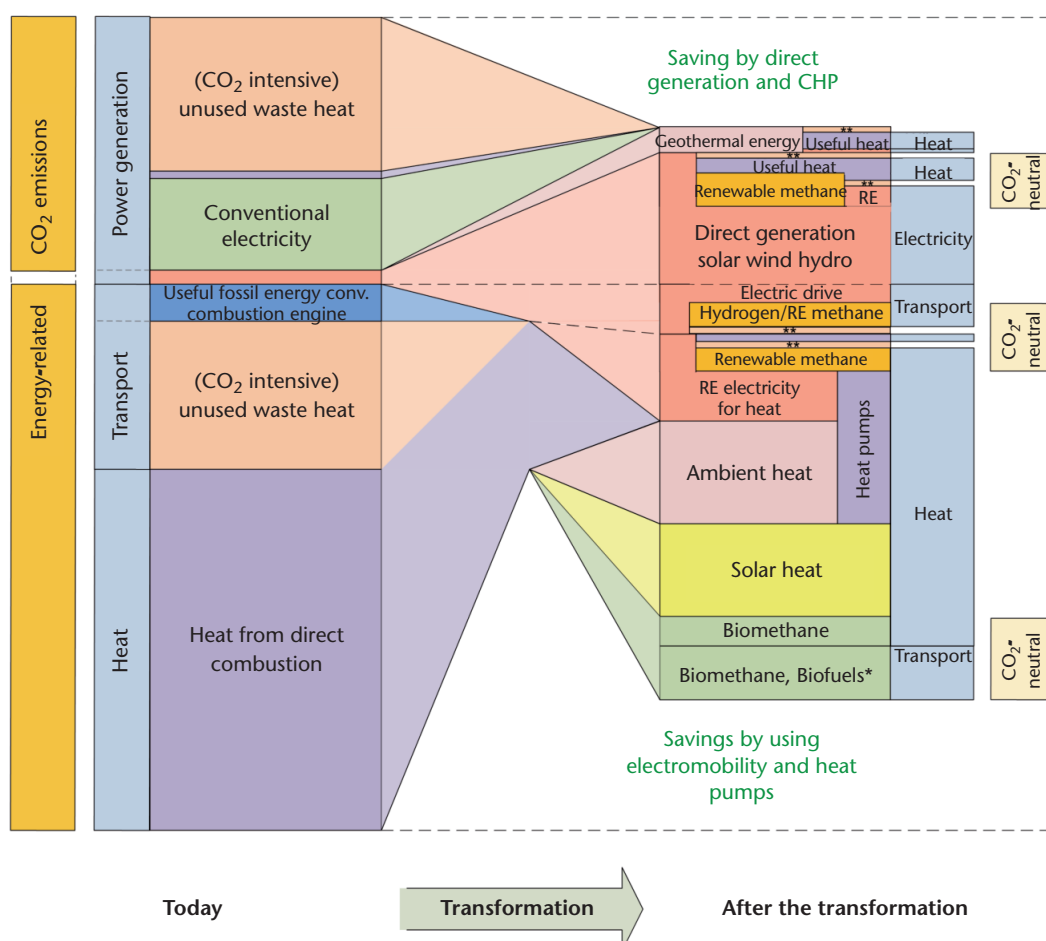 CO₂ emissions
Energy-related
Power generation
Transport
Heat
(CO₂ intensive)
unused waste heat
Conventional
electricity
Useful fossil energy conv.
combustion engine
(CO₂ intensive)
unused waste heat
Heat from direct
combustion
Saving by direct
generation and CHP
**
Geothermal energy
Useful heat
Heat
**
Useful heat
Heat
Renewable methane
**
RE
Direct generation
solar wind hydro
Electricity
Electric drive
Hydrogen/RE methane
Transport
**
**
Renewable methane
RE electricity
for heat
Heat pumps
Ambient heat
Heat
Solar heat
Biomethane
Biomethane, Biofuels*
Transport
CO₂-
neutral
CO₂-
neutral
CO₂-
neutral
Savings by using
electromobility and heat
pumps
Today
Transformation
After the transformation